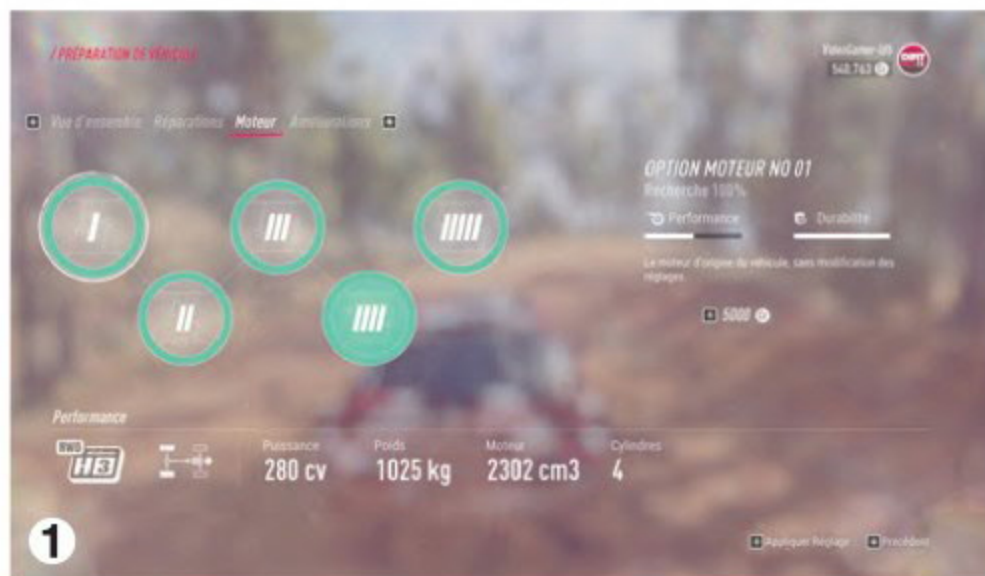 / PRÉPARATION DE VÉHICULE
VideoGamer-
540,763
Vue d'ensemble Réparations Moteur Améliorations
OPTION MOTEUR NO 01
Recherche 100%
Performance Durabilité
Le moteur d'origine du véhicule, sans modification des
réglages.
I III IIIII
II IIII
5000
Performance
RWD
H3
Puissance Poids Moteur Cylindres
280 cv 1025 kg 2302 cm3 4
1
Appliquer Réglage Précédent